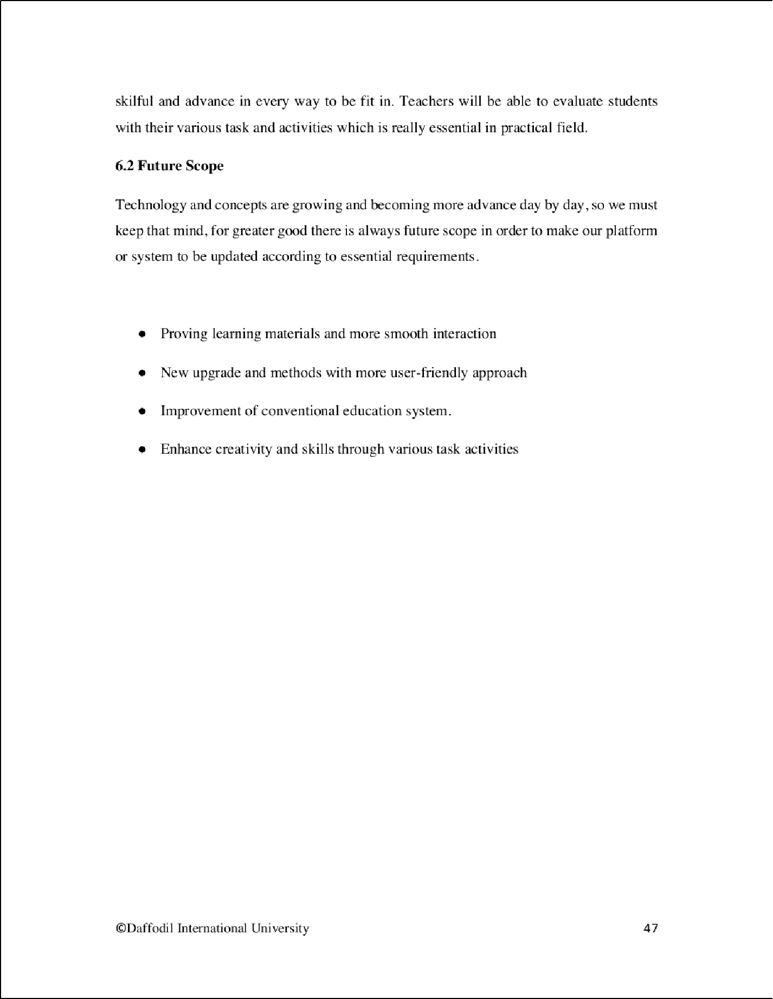 skilful and advance in every way to be fit in. Teachers will be able to evaluate students
with their various task and activities which is really essential in practical field.
6.2 Future Scope
Technology and concepts are growing and becoming more advance day by day, so we must
keep that mind, for greater good there is always future scope in order to make our platform
or system to be updated according to essential requirements.
● Proving learning materials and more smooth interaction
● New upgrade and methods with more user-friendly approach
● Improvement of conventional education system.
● Enhance creativity and skills through various task activities
©Daffodil International University 47